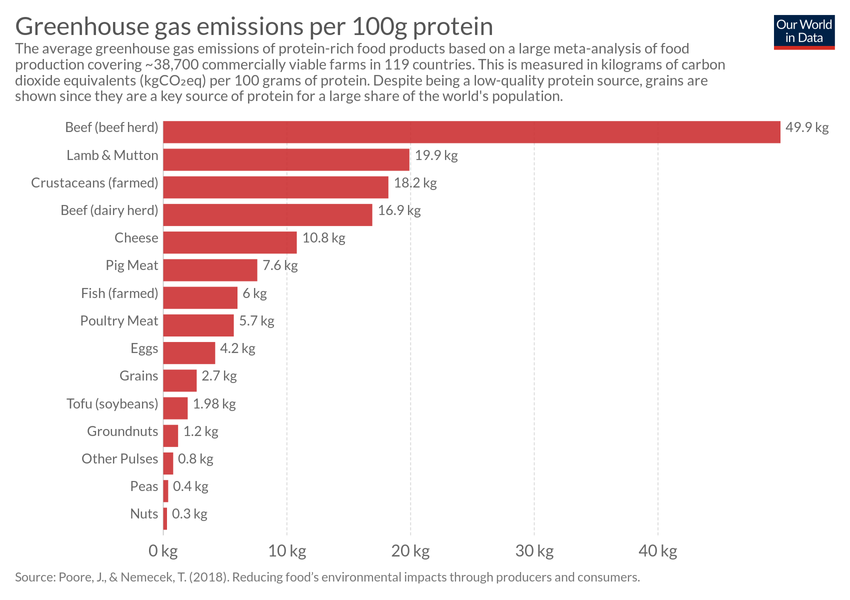 Greenhouse gas emissions per 100g protein
Our World
in Data
The average greenhouse gas emissions of protein-rich food products based on a large meta-analysis of food
production covering ~38,700 commercially viable farms in 119 countries. This is measured in kilograms of carbon
dioxide equivalents (kgCO₂eq) per 100 grams of protein. Despite being a low-quality protein source, grains are
shown since they are a key source of protein for a large share of the world's population.
Beef (beef herd) 49.9 kg
Lamb & Mutton 19.9 kg
Crustaceans (farmed) 18.2 kg
Beef (dairy herd) 16.9 kg
Cheese 10.8 kg
Pig Meat 7.6 kg
Fish (farmed) 6 kg
Poultry Meat 5.7 kg
Eggs 4.2 kg
Grains 2.7 kg
Tofu (soybeans) 1.98 kg
Groundnuts 1.2 kg
Other Pulses 0.8 kg
Peas 0.4 kg
Nuts 0.3 kg
0 kg 10 kg 20 kg 30 kg 40 kg
Source: Poore, J., & Nemecek, T. (2018). Reducing food's environmental impacts through producers and consumers.